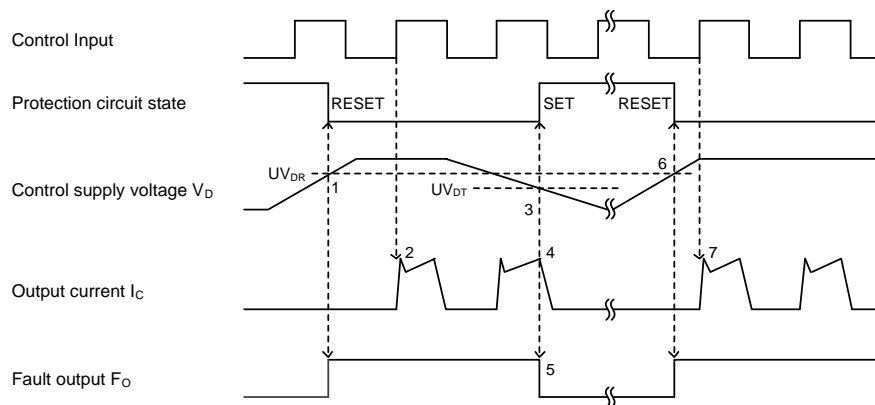 Control Input
Protection circuit state
RESET
SET
RESET
UVDR
1
6
Control supply voltage VD
UVDT
3
2
4
7
Output current IC
5
Fault output FO